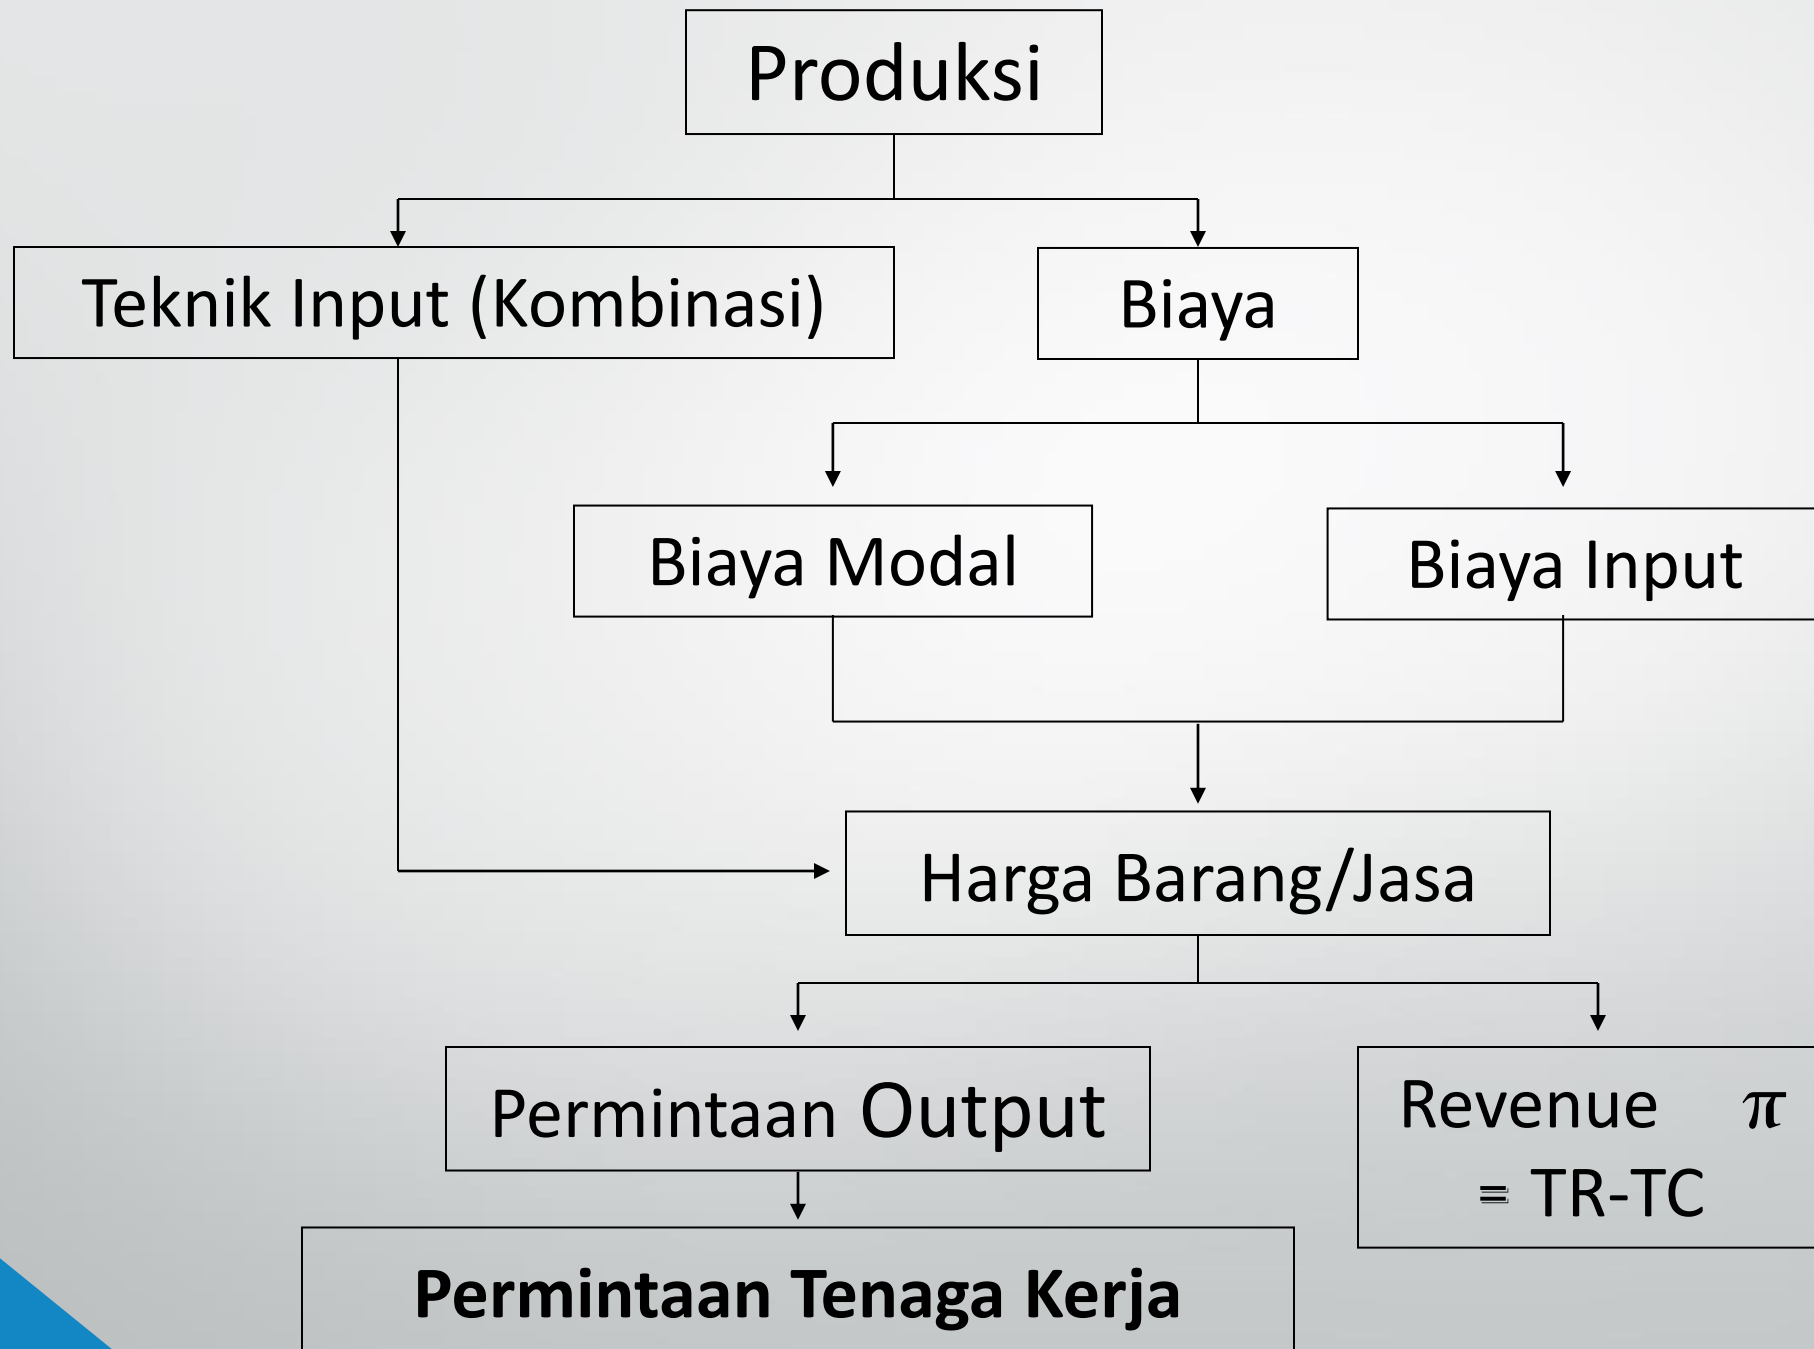 Produksi
Teknik Input (Kombinasi)
Biaya
Biaya Modal
Biaya Input
Harga Barang/Jasa
Permintaan Output
Revenue π
= TR-TC
Permintaan Tenaga Kerja